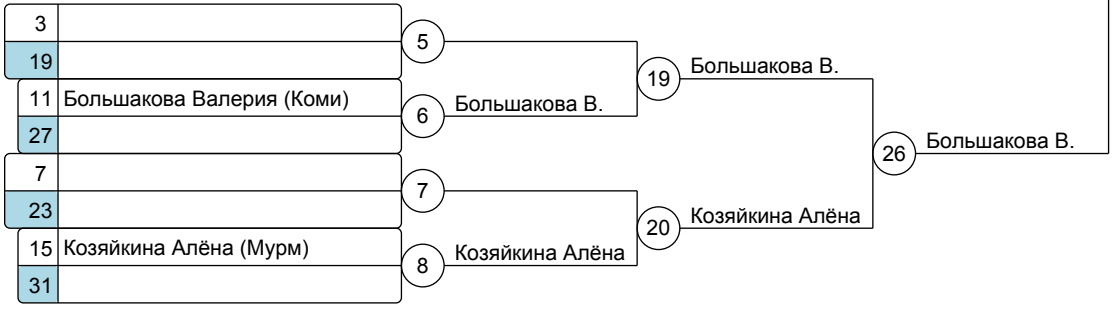 3
19
5
11 Большакова Валерия (Коми)
27
6
Большакова В.
19
Большакова В.
7
23
7
15 Козяйкина Алёна (Мурм)
31
8
Козяйкина Алёна
20
Козяйкина Алёна
26
Большакова В.